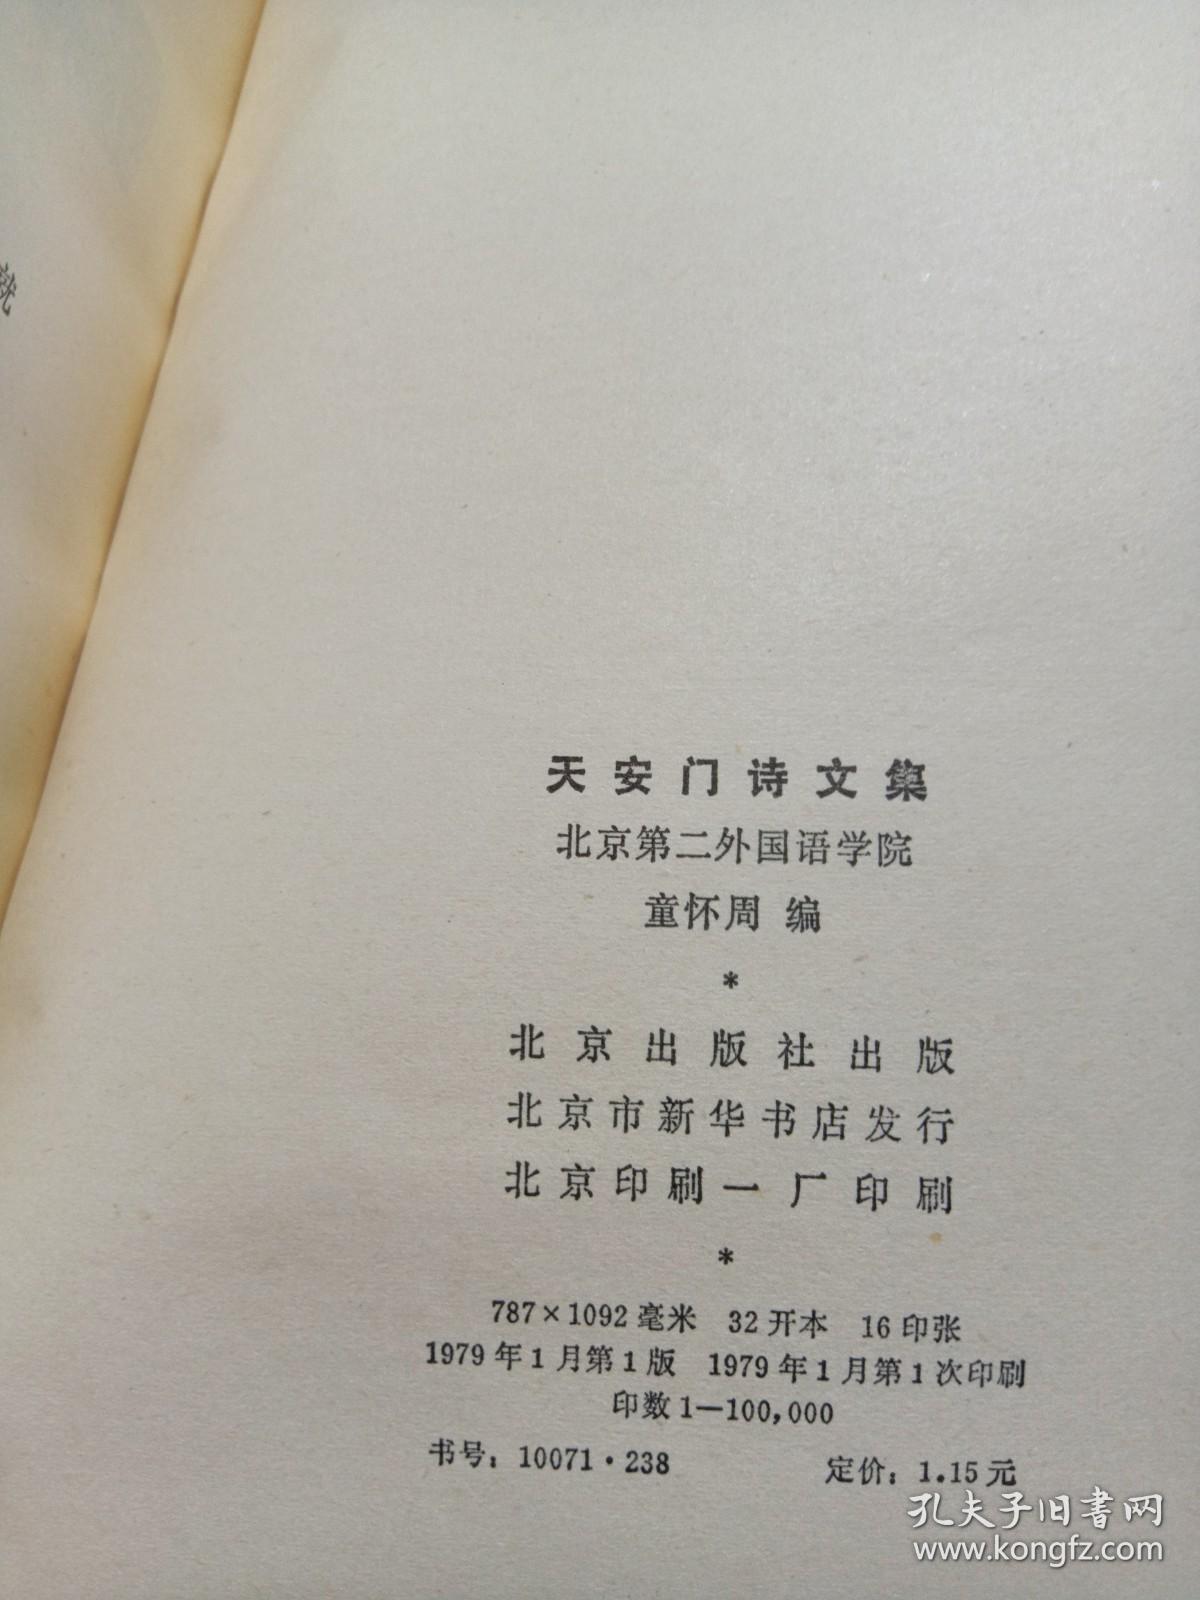 就
天安门诗文集
北京第二外国语学院
童怀周 编
*
北京出版社出版
北京市新华书店发行
北京印刷一厂印刷
*
787×1092毫米 32开本 16印张
1979年1月第1版 1979年1月第1次印刷
印数1—100,000
书号：10071·238 定价：1.15元
孔夫子旧书网
www.kongfz.com